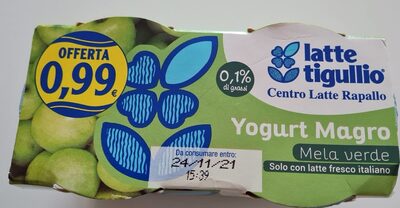 OFFERTA
0,99€
0,1%
di grassi
latte
tigullio
Centro Latte Rapallo
Yogurt Magro
Mela verde
Solo con latte fresco italiano
Da consumare entro:
24/11/21
15:39